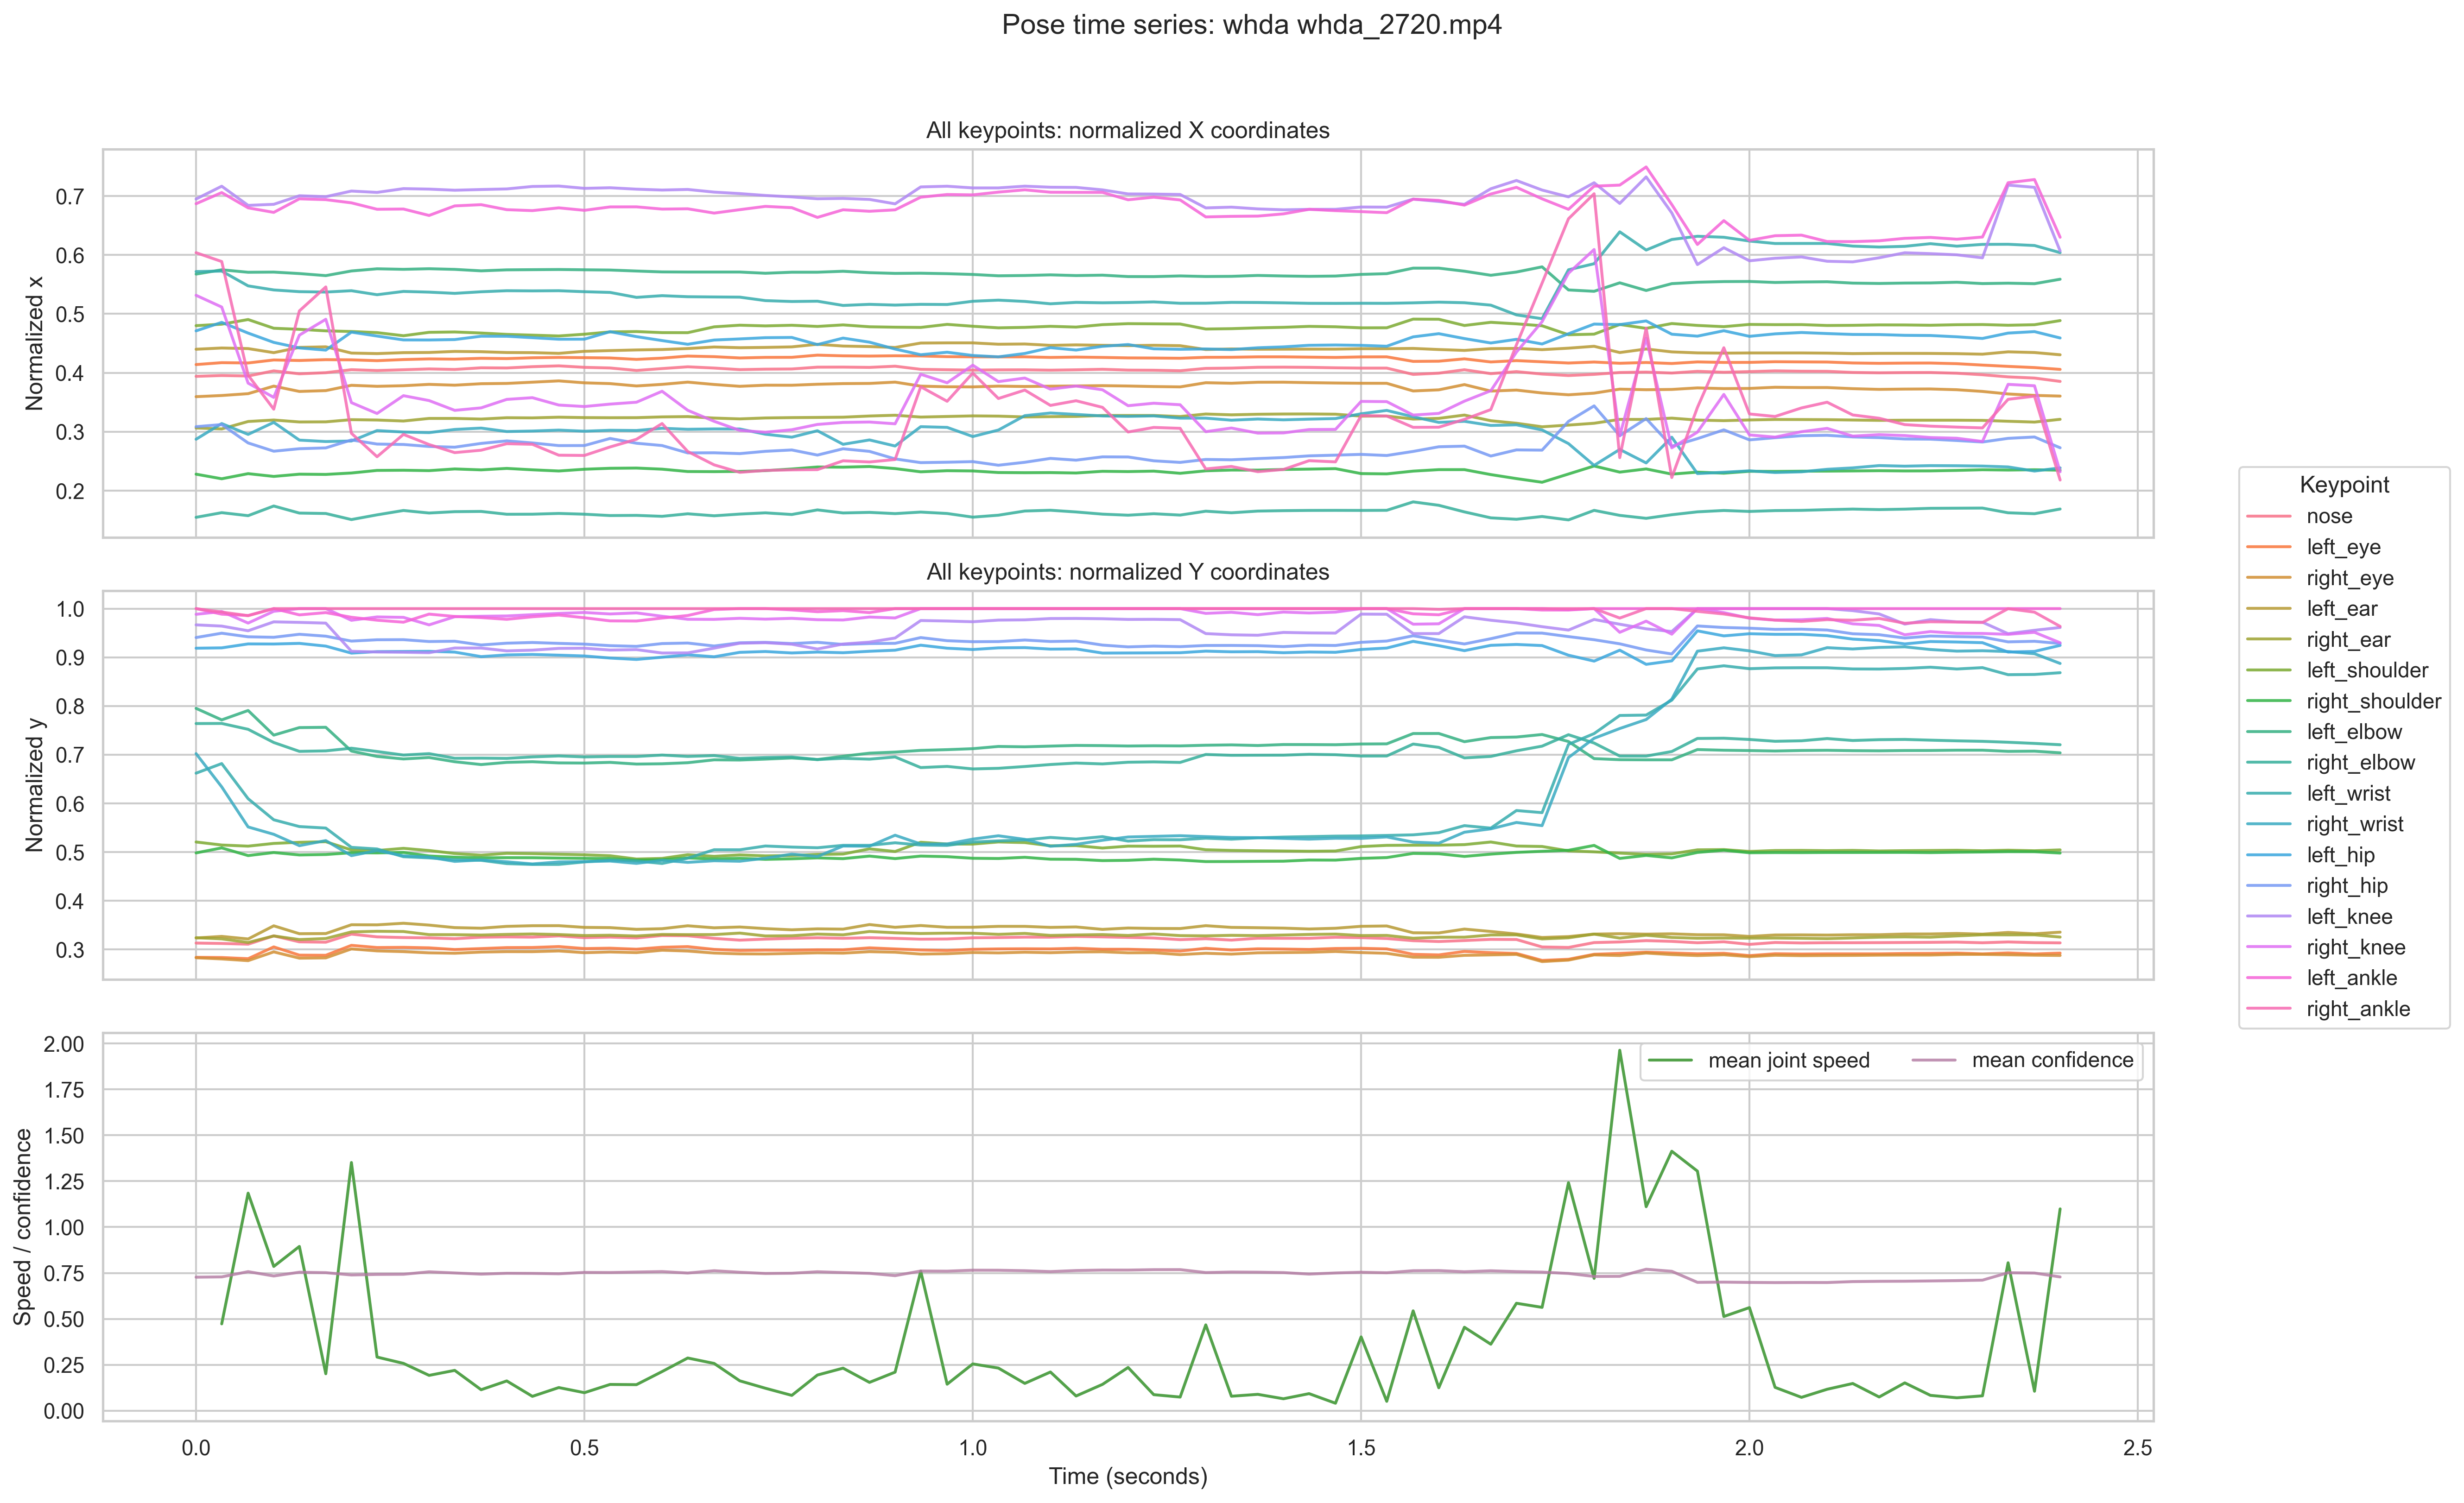 Pose time series: whda whda_2720.mp4
All keypoints: normalized X coordinates
Normalized x
0.7
0.6
0.5
0.4
0.3
0.2
All keypoints: normalized Y coordinates
Normalized y
1.0
0.9
0.8
0.7
0.6
0.5
0.4
0.3
Speed / confidence
2.00
1.75
1.50
1.25
1.00
0.75
0.50
0.25
0.00
mean joint speed mean confidence
0.0 0.5 1.0 1.5 2.0 2.5
Time (seconds)
Keypoint
nose
left_eye
right_eye
left_ear
right_ear
left_shoulder
right_shoulder
left_elbow
right_elbow
left_wrist
right_wrist
left_hip
right_hip
left_knee
right_knee
left_ankle
right_ankle